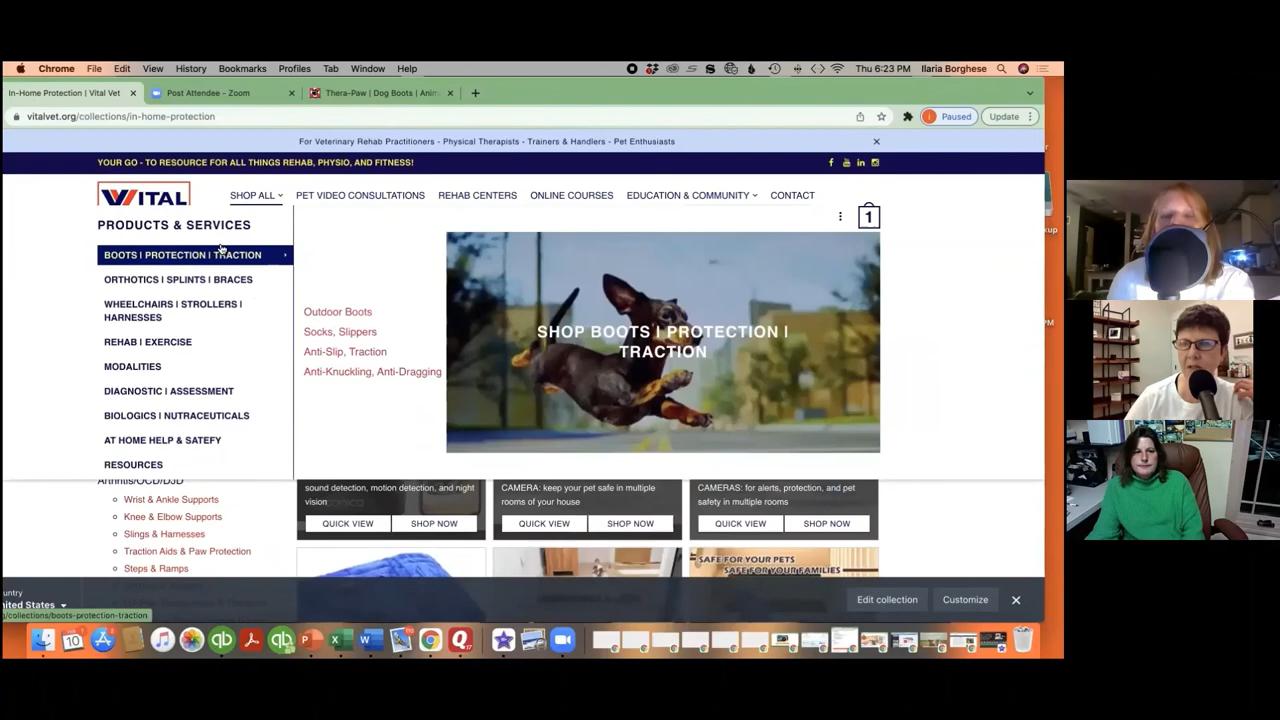 Chrome File Edit View History Bookmarks Profiles Tab Window Help Thu 6:23 PM Ilaria Borghese
In-Home Protection | Vital Vet Post Attendee - Zoom Thera-Paw | Dog Boots | Anim
vitalvet.org/collections/in-home-protection Paused Update
For Veterinary Rehab Practitioners - Physical Therapists - Trainers & Handlers - Pet Enthusiasts
YOUR GO - TO RESOURCE FOR ALL THINGS REHAB, PHYSIO, AND FITNESS!
VITAL
SHOP ALL PET VIDEO CONSULTATIONS REHAB CENTERS ONLINE COURSES EDUCATION & COMMUNITY CONTACT
1
PRODUCTS & SERVICES
BOOTS | PROTECTION | TRACTION
ORTHOTICS | SPLINTS | BRACES
WHEELCHAIRS | STROLLERS |
HARNESSES
REHAB | EXERCISE
MODALITIES
DIAGNOSTIC | ASSESSMENT
BIOLOGICS | NUTRACEUTICALS
AT HOME HELP & SATEFY
RESOURCES
Outdoor Boots
Socks, Slippers
Anti-Slip, Traction
Anti-Knuckling, Anti-Dragging
SHOP BOOTS | PROTECTION |
TRACTION
Arthritis/OCD/DJD
Wrist & Ankle Supports
Knee & Elbow Supports
Slings & Harnesses
Traction Aids & Paw Protection
Steps & Ramps
sound detection, motion detection, and night
vision
QUICK VIEW SHOP NOW
CAMERA: keep your pet safe in multiple
rooms of your house
QUICK VIEW SHOP NOW
CAMERAS: for alerts, protection, and pet
safety in multiple rooms
QUICK VIEW SHOP NOW
SAFE FOR YOUR PETS
SAFE FOR YOUR FAMILIES
ountry
nited States
g/collections/boots-protection-traction
Edit collection Customize